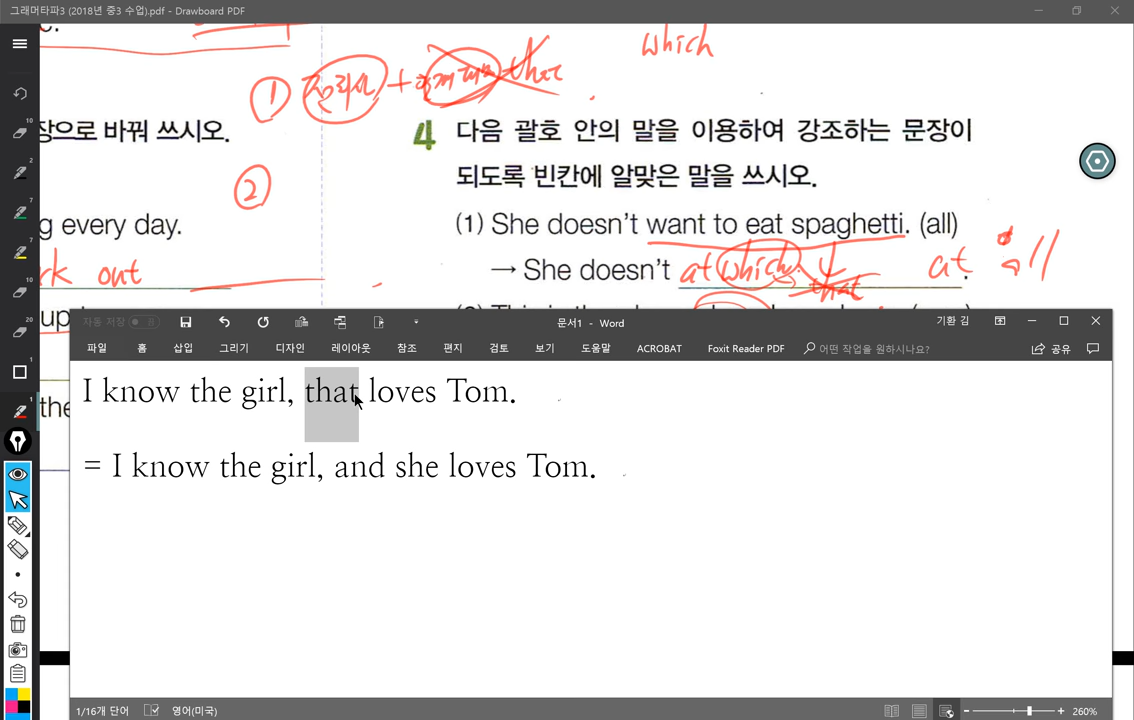 그래머타파3 (2018년 중3 수업).pdf - Drawboard PDF
which
① + that
장으로 바꿔 쓰시오.
②
g every day.
rk out
up
the
4 다음 괄호 안의 말을 이용하여 강조하는 문장이
되도록 빈칸에 알맞은 말을 쓰시오.
(1) She doesn't want to eat spaghetti. (all)
→ She doesn't at which that at all.
자동 저장
문서1 - Word
기환 김
파일 홈 삽입 그리기 디자인 레이아웃 참조 편지 검토 보기 도움말 ACROBAT Foxit Reader PDF 어떤 작업을 원하시나요? 공유
I know the girl, that loves Tom.
= I know the girl, and she loves Tom.
1/16개 단어 영어(미국) 260%